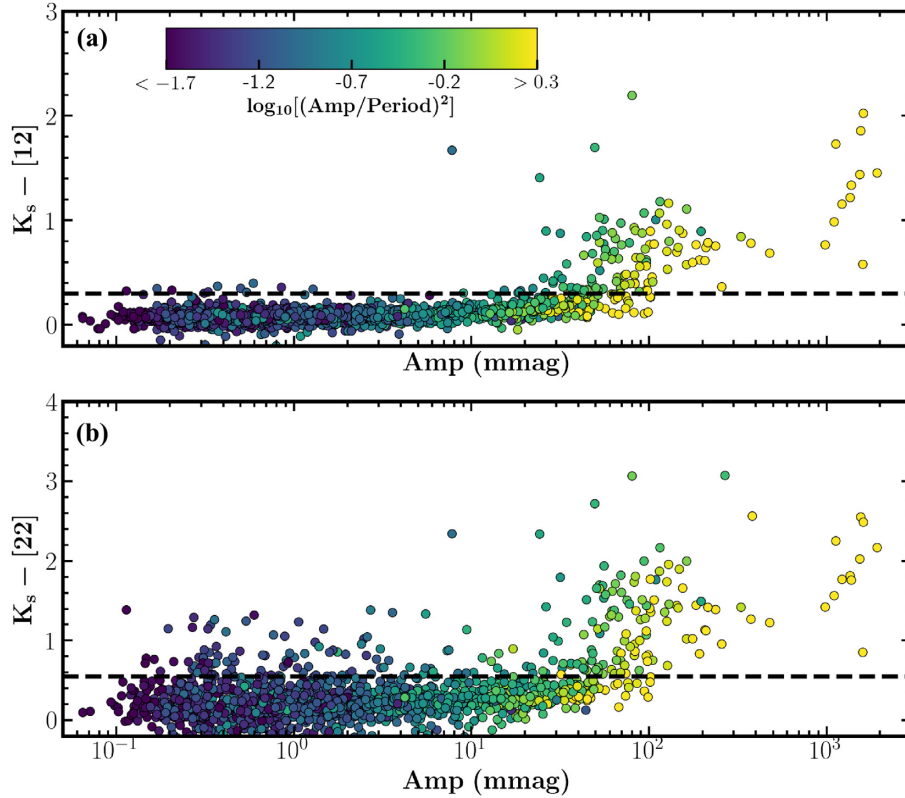 3
(a)
< −1.7 -1.2 -0.7 -0.2 > 0.3
log₁₀[(Amp/Period)²]
2
1
0
Kₛ − [12]
Amp (mmag)
4
(b)
3
2
1
0
Kₛ − [22]
10⁻¹ 10⁰ 10¹ 10² 10³
Amp (mmag)